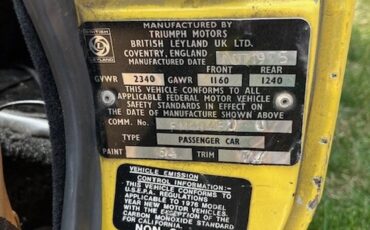 MANUFACTURED BY
TRIUMPH MOTORS
BRITISH LEYLAND UK LTD.
COVENTRY, ENGLAND
MANUFACTURED DATE
BRITISH
LEYLAND
FRONT REAR
GVWR 2340 GAWR 1160 1240
THIS VEHICLE CONFORMS TO ALL
APPLICABLE FEDERAL MOTOR VEHICLE
SAFETY STANDARDS IN EFFECT ON
THE DATE OF MANUFACTURE SHOWN ABOVE
COMM. No.
TYPE PASSENGER CAR
PAINT TRIM
VEHICLE EMISSION
CONTROL INFORMATION:-
THIS VEHICLE CONFORMS TO
U.S.E.P.A. REGULATIONS
APPLICABLE TO 1976 MODEL
YEAR NEW MOTOR VEHICLES
WITH THE EXCEPTION OF THE
CARBON MONOXIDE STANDARD
FOR CALIFORNIA.